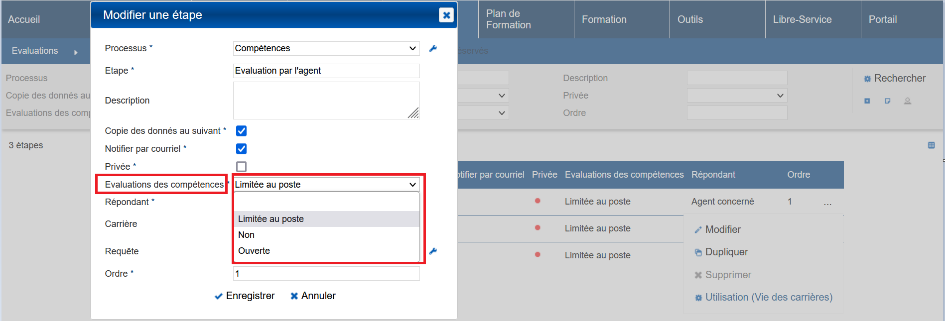 Accueil
Plan de
Formation
Formation
Outils
Libre-Service
Portail
Evaluations
Processus
Copie des donnés au
Evaluations des comp
Description
Privée
Ordre
Rechercher
3 étapes
Modifier une étape
Processus *
Compétences
Etape *
Evaluation par l'agent
Description
Copie des donnés au suivant *
Notifier par courriel *
Privée *
Evaluations des compétences *
Limitée au poste
Limitée au poste
Non
Ouverte
Répondant *
Carrière
Requête
Ordre *
1
Enregistrer
Annuler
otifier par courriel
Privée
Evaluations des compétences
Répondant
Ordre
Limitée au poste
Agent concerné
1
...
Limitée au poste
Limitée au poste
Modifier
Dupliquer
Supprimer
Utilisation (Vie des carrières)